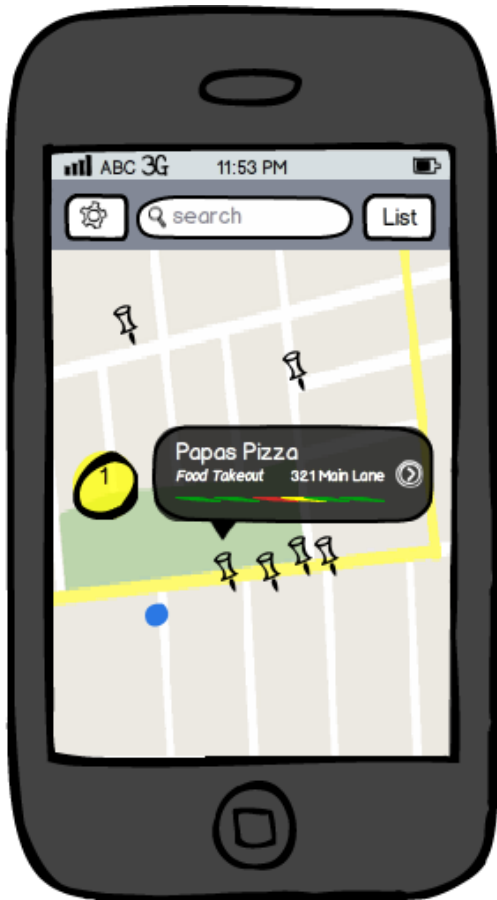 ABC 3G 11:53 PM
search List
Papas Pizza
Food Takeout 321 Main Lane
1